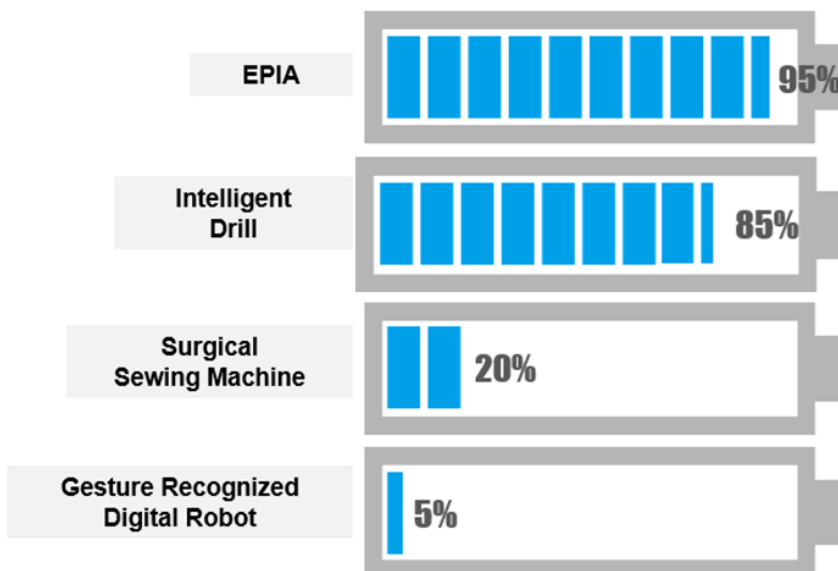 EPIA
95%
Intelligent
Drill
85%
Surgical
Sewing Machine
20%
Gesture Recognized
Digital Robot
5%